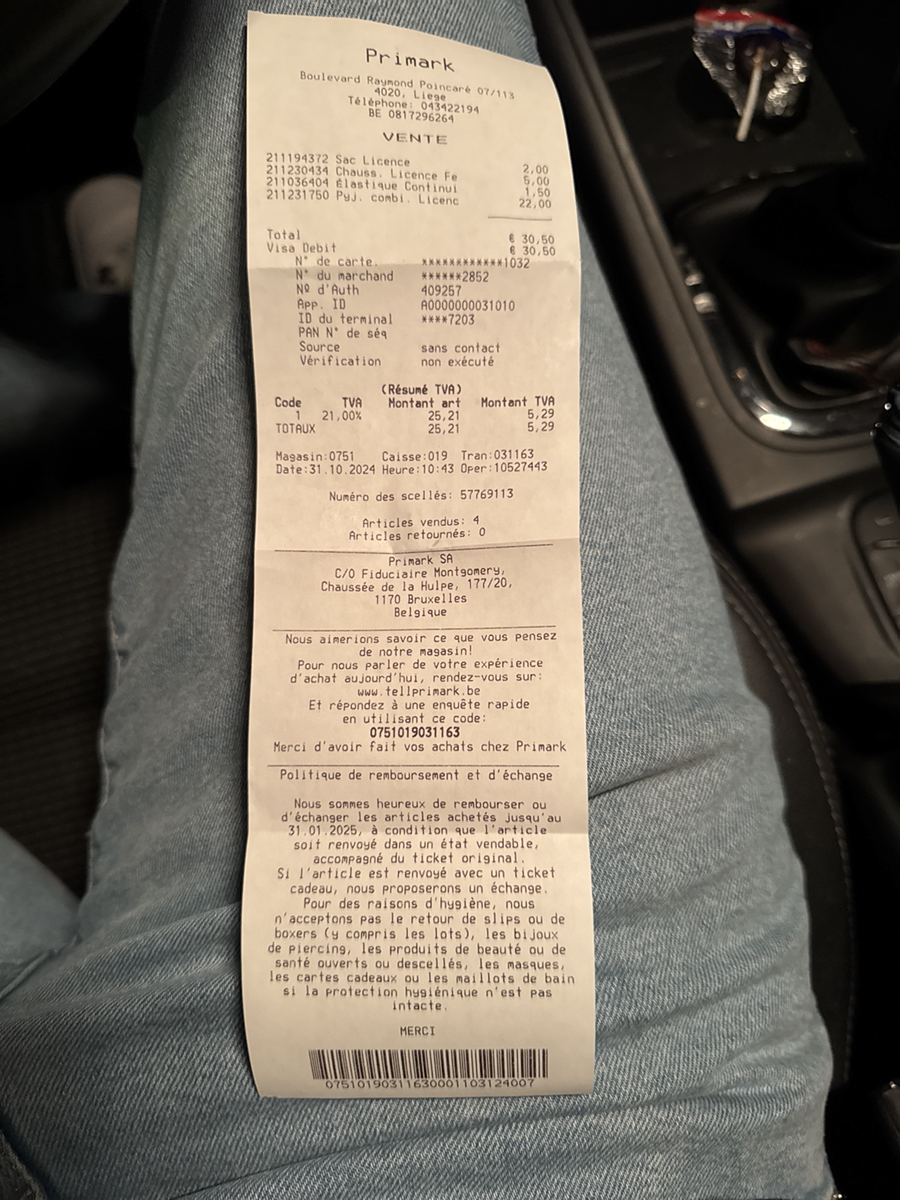 Primark
Boulevard Raymond Poincaré 07/113
4020, Liege
Téléphone: 043422194
BE 0817296264
VENTE
211194372 Sac Licence 2,00
211230434 Chauss. Licence Fe 5,00
211036404 Élastique Continui 1,50
211231750 Pyj. combi. Licenc 22,00
Total € 30,50
Visa Debit € 30,50
N° de carte. ************1032
N° du marchand ******2852
Nº d'Auth 409257
App. ID A0000000031010
ID du terminal ****7203
PAN N° de séq
Source sans contact
Vérification non exécuté
(Résumé TVA)
Code TVA Montant art Montant TVA
1 21,00% 25,21 5,29
TOTAUX 25,21 5,29
Magasin:0751 Caisse:019 Tran:031163
Date:31.10.2024 Heure:10:43 Oper:10527443
Numéro des scellés: 57769113
Articles vendus: 4
Articles retournés: 0
Primark SA
C/O Fiduciaire Montgomery,
Chaussée de la Hulpe, 177/20,
1170 Bruxelles
Belgique
Nous aimerions savoir ce que vous pensez
de notre magasin!
Pour nous parler de votre expérience
d'achat aujourd'hui, rendez-vous sur:
www.tellprimark.be
Et répondez à une enquête rapide
en utilisant ce code:
0751019031163
Merci d'avoir fait vos achats chez Primark
Politique de remboursement et d'échange
Nous sommes heureux de rembourser ou
d'échanger les articles achetés jusqu'au
31.01.2025, à condition que l'article
soit renvoyé dans un état vendable,
accompagné du ticket original.
Si l'article est renvoyé avec un ticket
cadeau, nous proposerons un échange.
Pour des raisons d'hygiène, nous
n'acceptons pas le retour de slips ou de
boxers (y compris les lots), les bijoux
de piercing, les produits de beauté ou de
santé ouverts ou descellés, les masques,
les cartes cadeaux ou les maillots de bain
si la protection hygiénique n'est pas
intacte.
MERCI
07510190311630001103124007